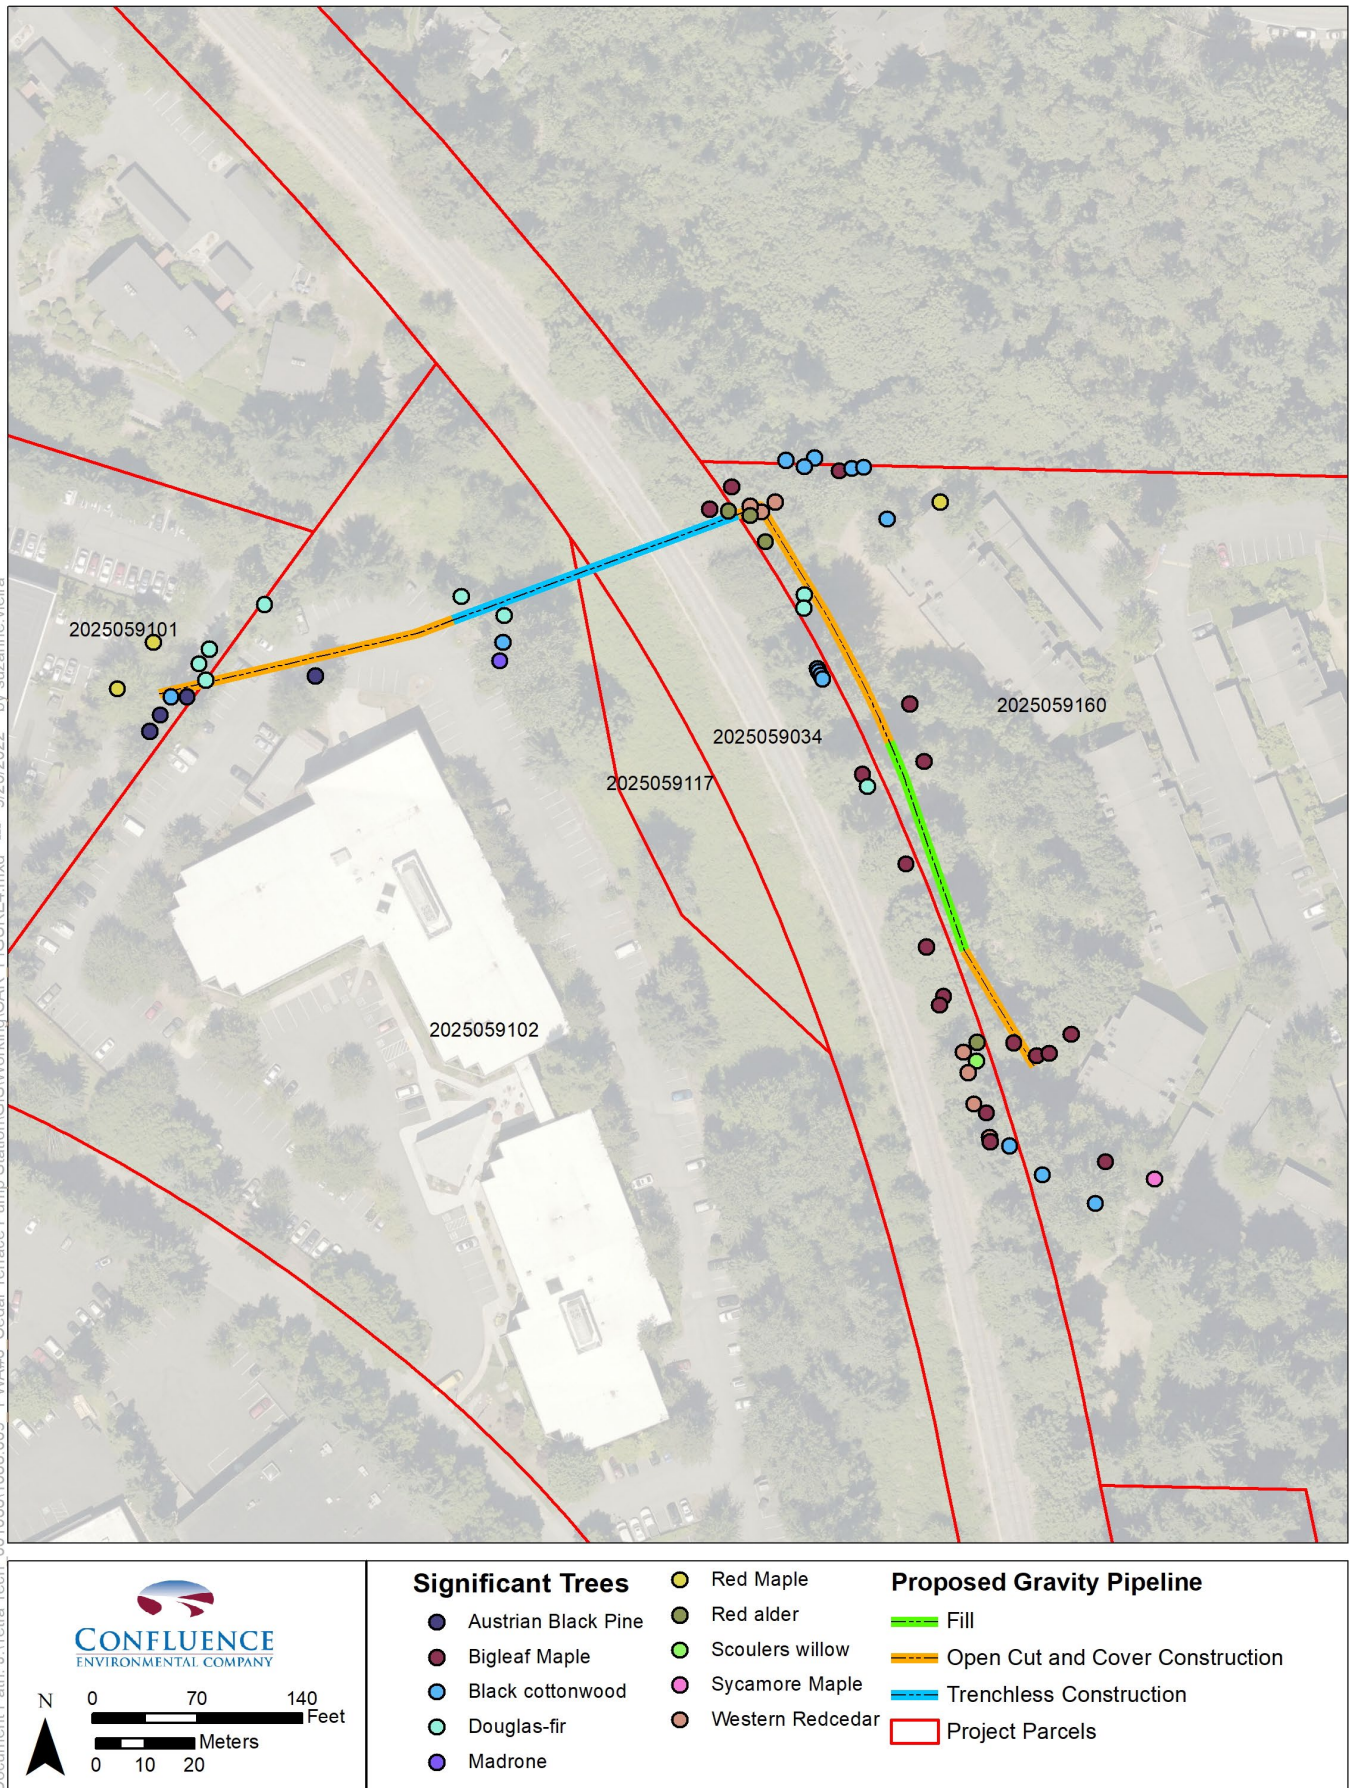 2025059101
2025059160
2025059034
2025059117
2025059102
CONFLUENCE
ENVIRONMENTAL COMPANY
N
0 70 140
Feet
Meters
0 10 20
Significant Trees
Austrian Black Pine
Bigleaf Maple
Black cottonwood
Douglas-fir
Madrone
Red Maple
Red alder
Scoulers willow
Sycamore Maple
Western Redcedar
Proposed Gravity Pipeline
Fill
Open Cut and Cover Construction
Trenchless Construction
Project Parcels